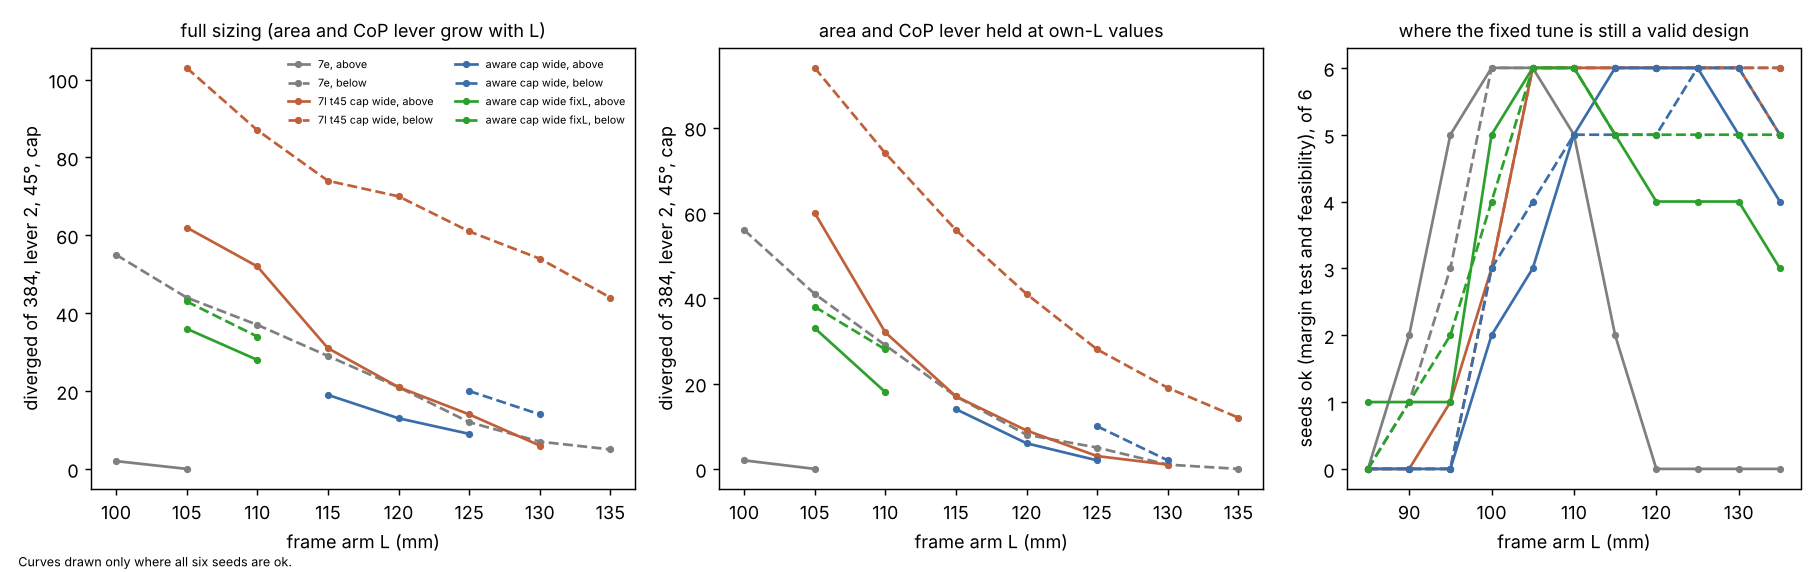 full sizing (area and CoP lever grow with L)
diverged of 384, lever 2, 45°, cap
100
80
60
40
20
0
7e, above
7e, below
7l t45 cap wide, above
7l t45 cap wide, below
aware cap wide, above
aware cap wide, below
aware cap wide fixL, above
aware cap wide fixL, below
100 105 110 115 120 125 130 135
frame arm L (mm)
area and CoP lever held at own-L values
diverged of 384, lever 2, 45°, cap
80
60
40
20
0
100 105 110 115 120 125 130 135
frame arm L (mm)
where the fixed tune is still a valid design
seeds ok (margin test and feasibility), of 6
6
5
4
3
2
1
0
90 100 110 120 130
frame arm L (mm)
Curves drawn only where all six seeds are ok.